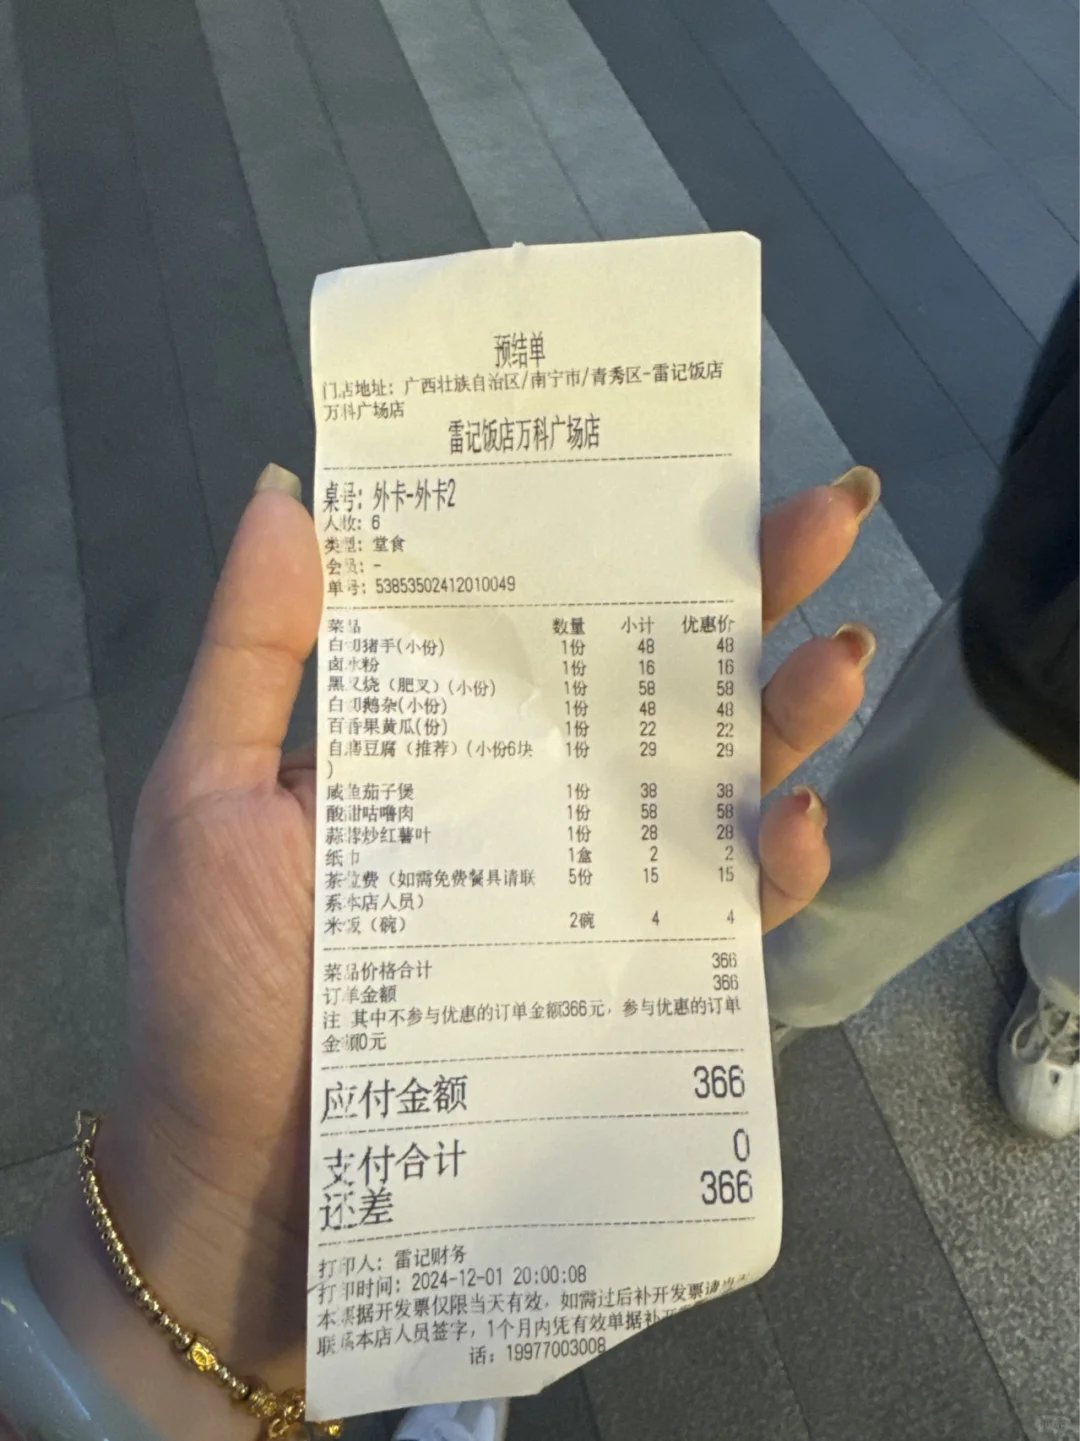 预结单
门店地址：广西壮族自治区/南宁市/青秀区-雷记饭店
万科广场店
雷记饭店万科广场店
桌号：外卡-外卡2
人数：6
类型：堂食
会员：-
单号：53853502412010049
菜品 数量 小计 优惠价
白切猪手(小份) 1份 48 48
卤水粉 1份 16 16
黑叉烧（肥叉）(小份) 1份 58 58
白切鹅杂(小份) 1份 48 48
百香果黄瓜(份) 1份 22 22
自磨豆腐（推荐）(小份6块 1份 29 29
)
咸鱼茄子煲 1份 38 38
酸甜咕噜肉 1份 58 58
蒜蓉炒红薯叶 1份 28 28
纸巾 1盒 2 2
茶位费（如需免费餐具请联 5份 15 15
系本店人员）
米饭（碗） 2碗 4 4
菜品价格合计 366
订单金额 366
注 其中不参与优惠的订单金额366元，参与优惠的订单
金额0元
应付金额 366
支付合计 0
还差 366
打印人：雷记财务
打印时间：2024-12-01 20:00:08
本票据开发票仅限当天有效，如需过后补开发票请
联系本店人员签字，1个月内凭有效单据补开
话：19977003008